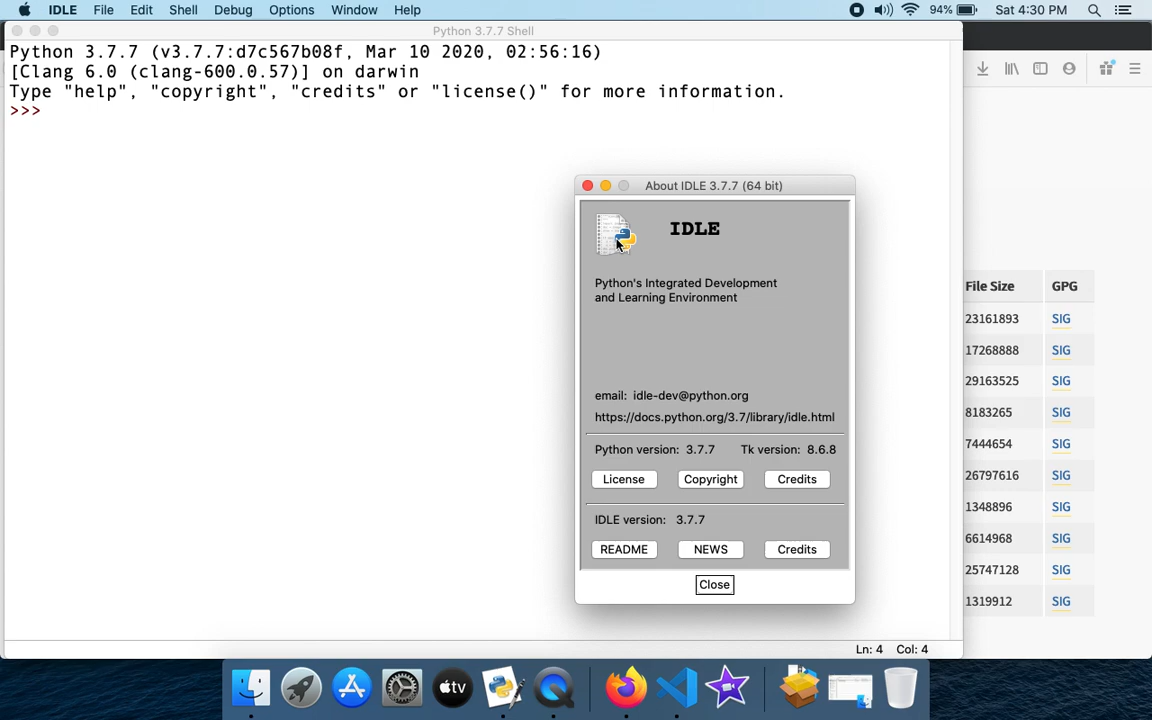 IDLE File Edit Shell Debug Options Window Help 94% Sat 4:30 PM
Python 3.7.7 Shell
Python 3.7.7 (v3.7.7:d7c567b08f, Mar 10 2020, 02:56:16)
[Clang 6.0 (clang-600.0.57)] on darwin
Type "help", "copyright", "credits" or "license()" for more information.
>>>
About IDLE 3.7.7 (64 bit)
IDLE
Python's Integrated Development
and Learning Environment
email: idle-dev@python.org
https://docs.python.org/3.7/library/idle.html
Python version: 3.7.7 Tk version: 8.6.8
License Copyright Credits
IDLE version: 3.7.7
README NEWS Credits
Close
File Size GPG
23161893 SIG
17268888 SIG
29163525 SIG
8183265 SIG
7444654 SIG
26797616 SIG
1348896 SIG
6614968 SIG
25747128 SIG
1319912 SIG
Ln: 4 Col: 4
tv